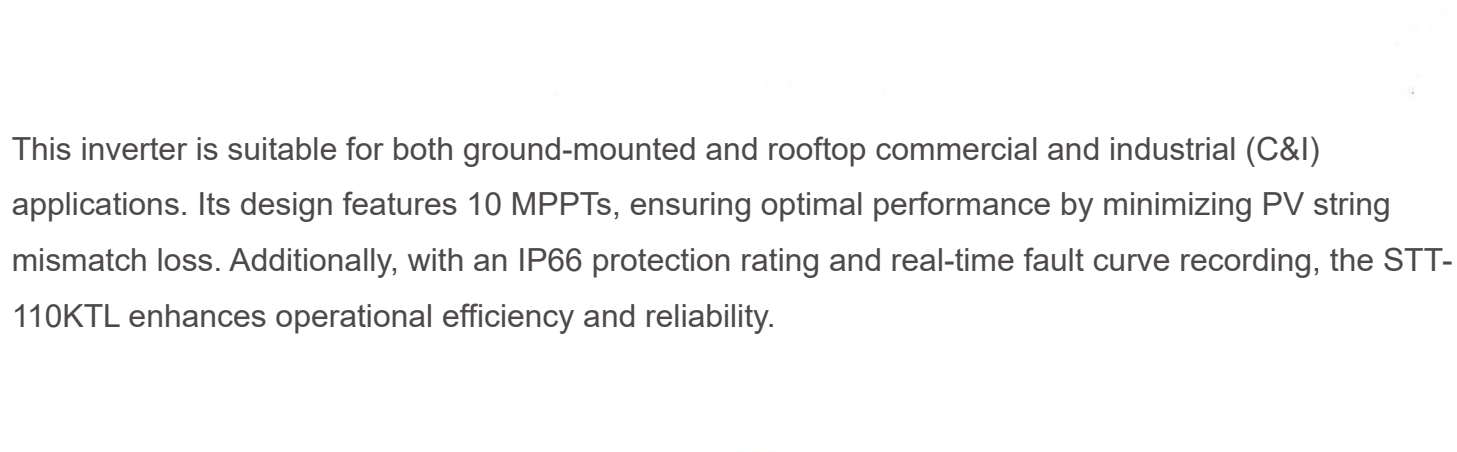 This inverter is suitable for both ground-mounted and rooftop commercial and industrial (C&I)
applications. Its design features 10 MPPTs, ensuring optimal performance by minimizing PV string
mismatch loss. Additionally, with an IP66 protection rating and real-time fault curve recording, the STT-
110KTL enhances operational efficiency and reliability.